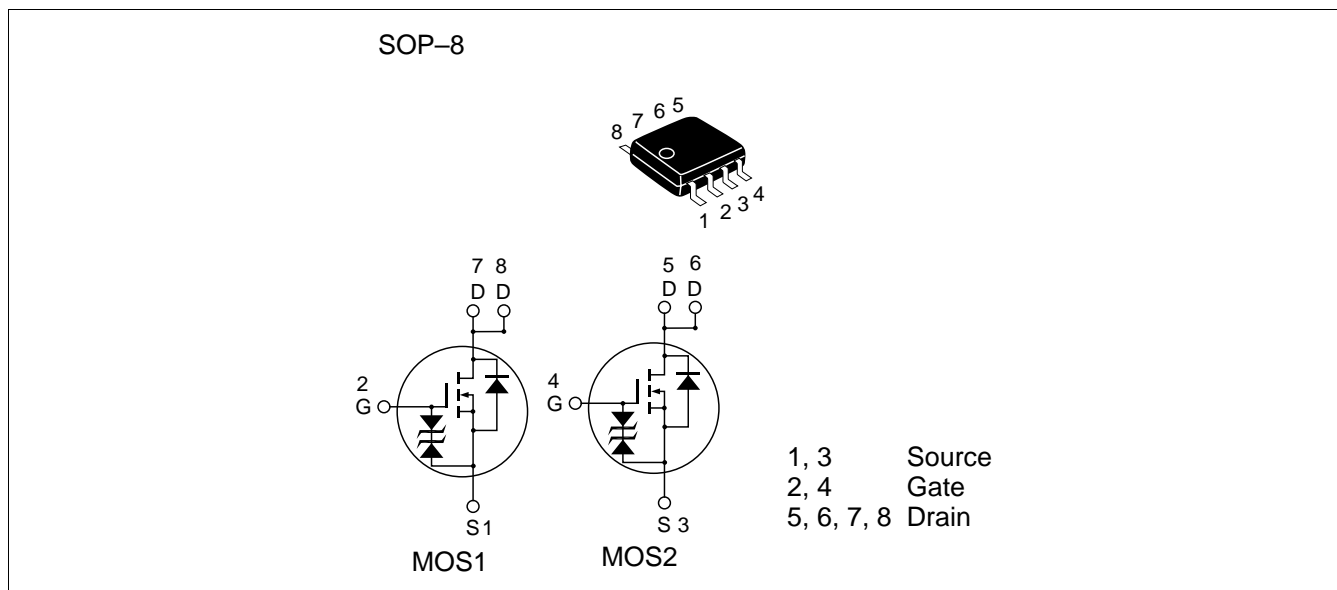 SOP–8
8 7 6 5
1 2 3 4
7 8
D D
2
G
S1
MOS1
5 6
D D
4
G
S 3
MOS2
1, 3 Source
2, 4 Gate
5, 6, 7, 8 Drain